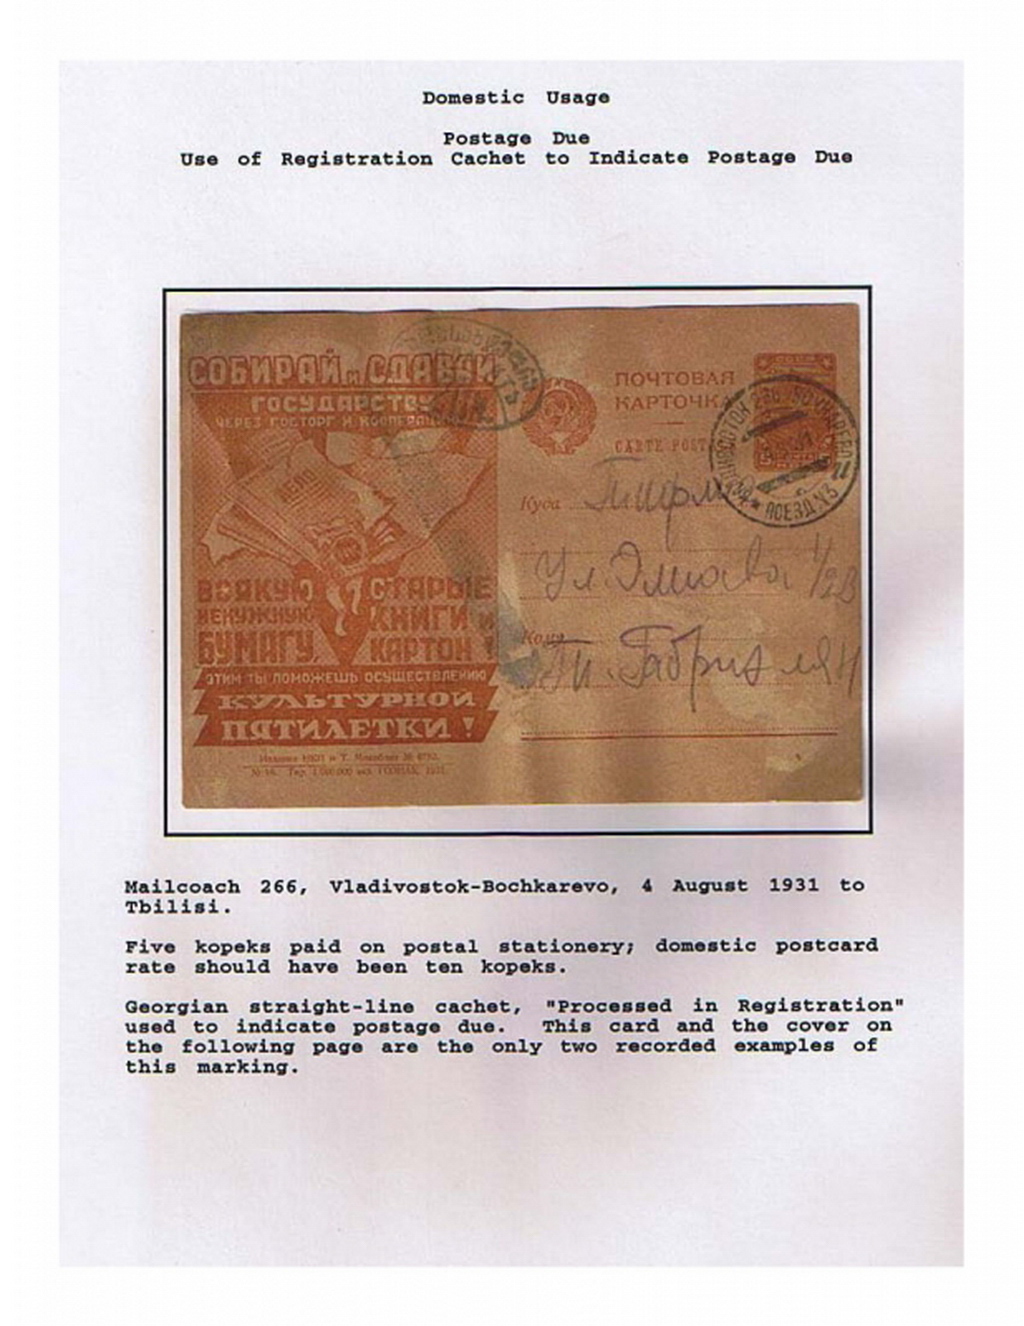 Domestic Usage
Postage Due
Use of Registration Cachet to Indicate Postage Due
СОБИРАЙ и СДАВАЙ
ГОСУДАРСТВУ
ЧЕРЕЗ ГОСТОРГ И КООПЕРАЦИЮ
ВСЯКУЮ
НЕНУЖНУЮ
БУМАГУ,
СТАРЫЕ
КНИГИ и
КАРТОН!
ЭТИМ ТЫ ПОМОЖЕШЬ ОСУЩЕСТВЛЕНИЮ
КУЛЬТУРНОЙ
ПЯТИЛЕТКИ!
ПОЧТОВАЯ
КАРТОЧКА
CARTE POST
Куда
Ул.
Кому
Габриэлян
ПОЕЗД
Mailcoach 266, Vladivostok-Bochkarevo, 4 August 1931 to
Tbilisi.
Five kopeks paid on postal stationery; domestic postcard
rate should have been ten kopeks.
Georgian straight-line cachet, "Processed in Registration"
used to indicate postage due. This card and the cover on
the following page are the only two recorded examples of
this marking.